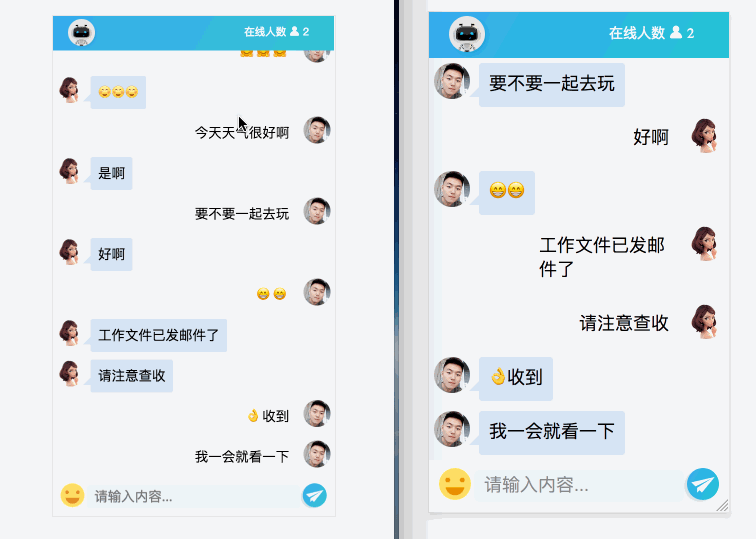 在线人数 2
今天天气很好啊
是啊
要不要一起去玩
好啊
工作文件已发邮件了
请注意查收
👌收到
我一会就看一下
请输入内容...
在线人数 2
要不要一起去玩
好啊
工作文件已发邮
件了
请注意查收
👌收到
我一会就看一下
请输入内容...